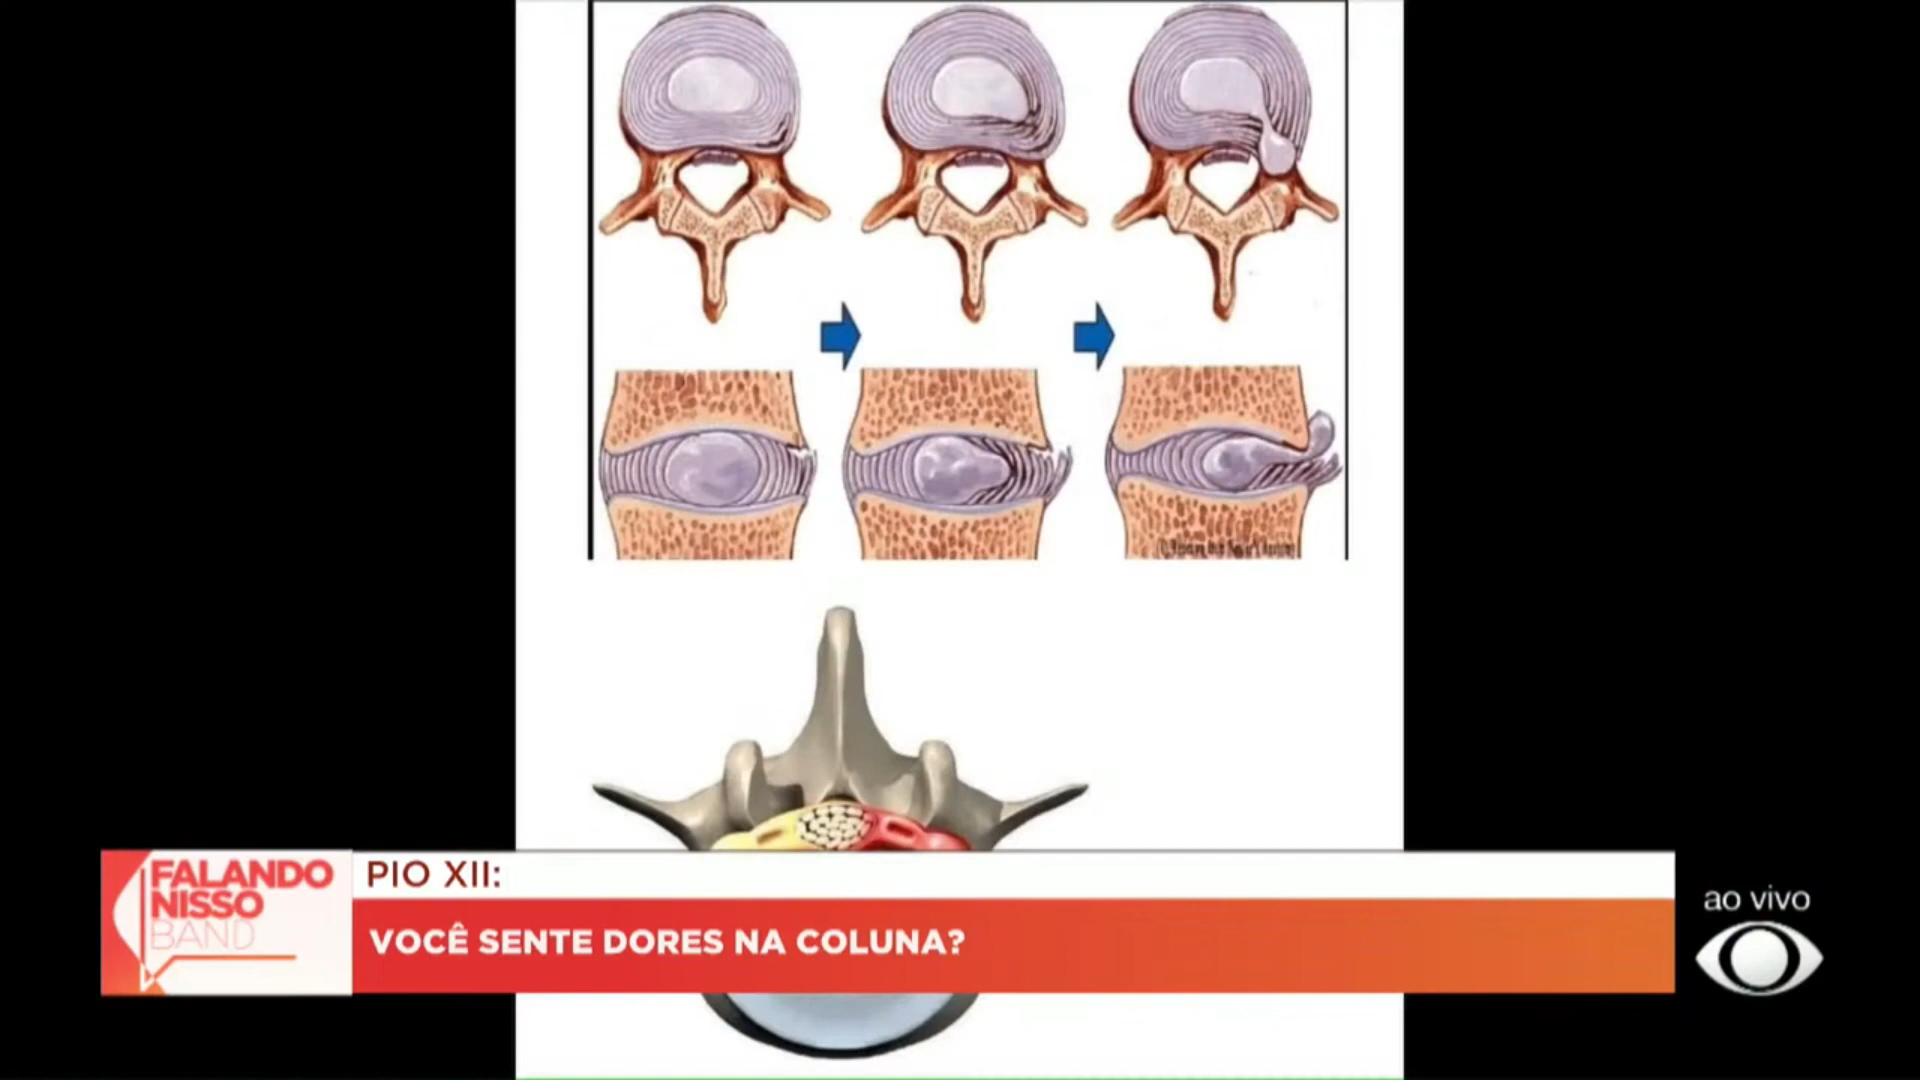 FALANDO
NISSO
BAND
PIO XII:
VOCÊ SENTE DORES NA COLUNA?
ao vivo